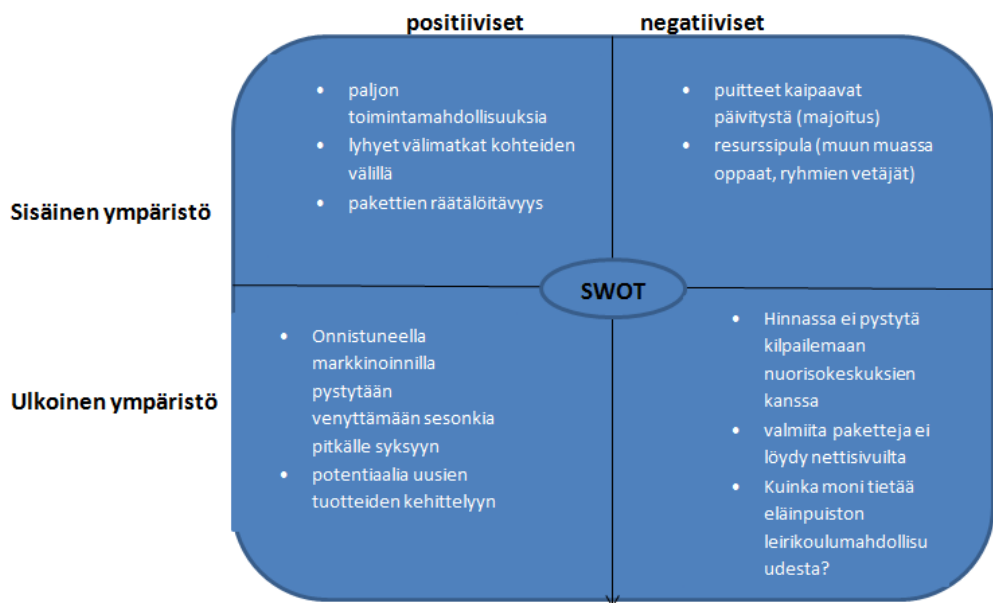 positiiviset
negatiiviset
Sisäinen ympäristö
• paljon
toimintamahdollisuuksia
• lyhyet välimatkat kohteiden
välillä
• pakettien räätälöitävyys
• puitteet kaipaavat
päivitystä (majoitus)
• resurssipula (muun muassa
oppaat, ryhmien vetäjät)
SWOT
Ulkoinen ympäristö
• Onnistuneella
markkinoinnilla
pystytään
venyttämään sesonkia
pitkälle syksyyn
• potentiaalia uusien
tuotteiden kehittelyyn
• Hinnassa ei pystytä
kilpailemaan
nuorisokeskuksien
kanssa
• valmiita paketteja ei
löydy nettisivuilta
• Kuinka moni tietää
eläinpuiston
leirikoulumahdollisu
udesta?